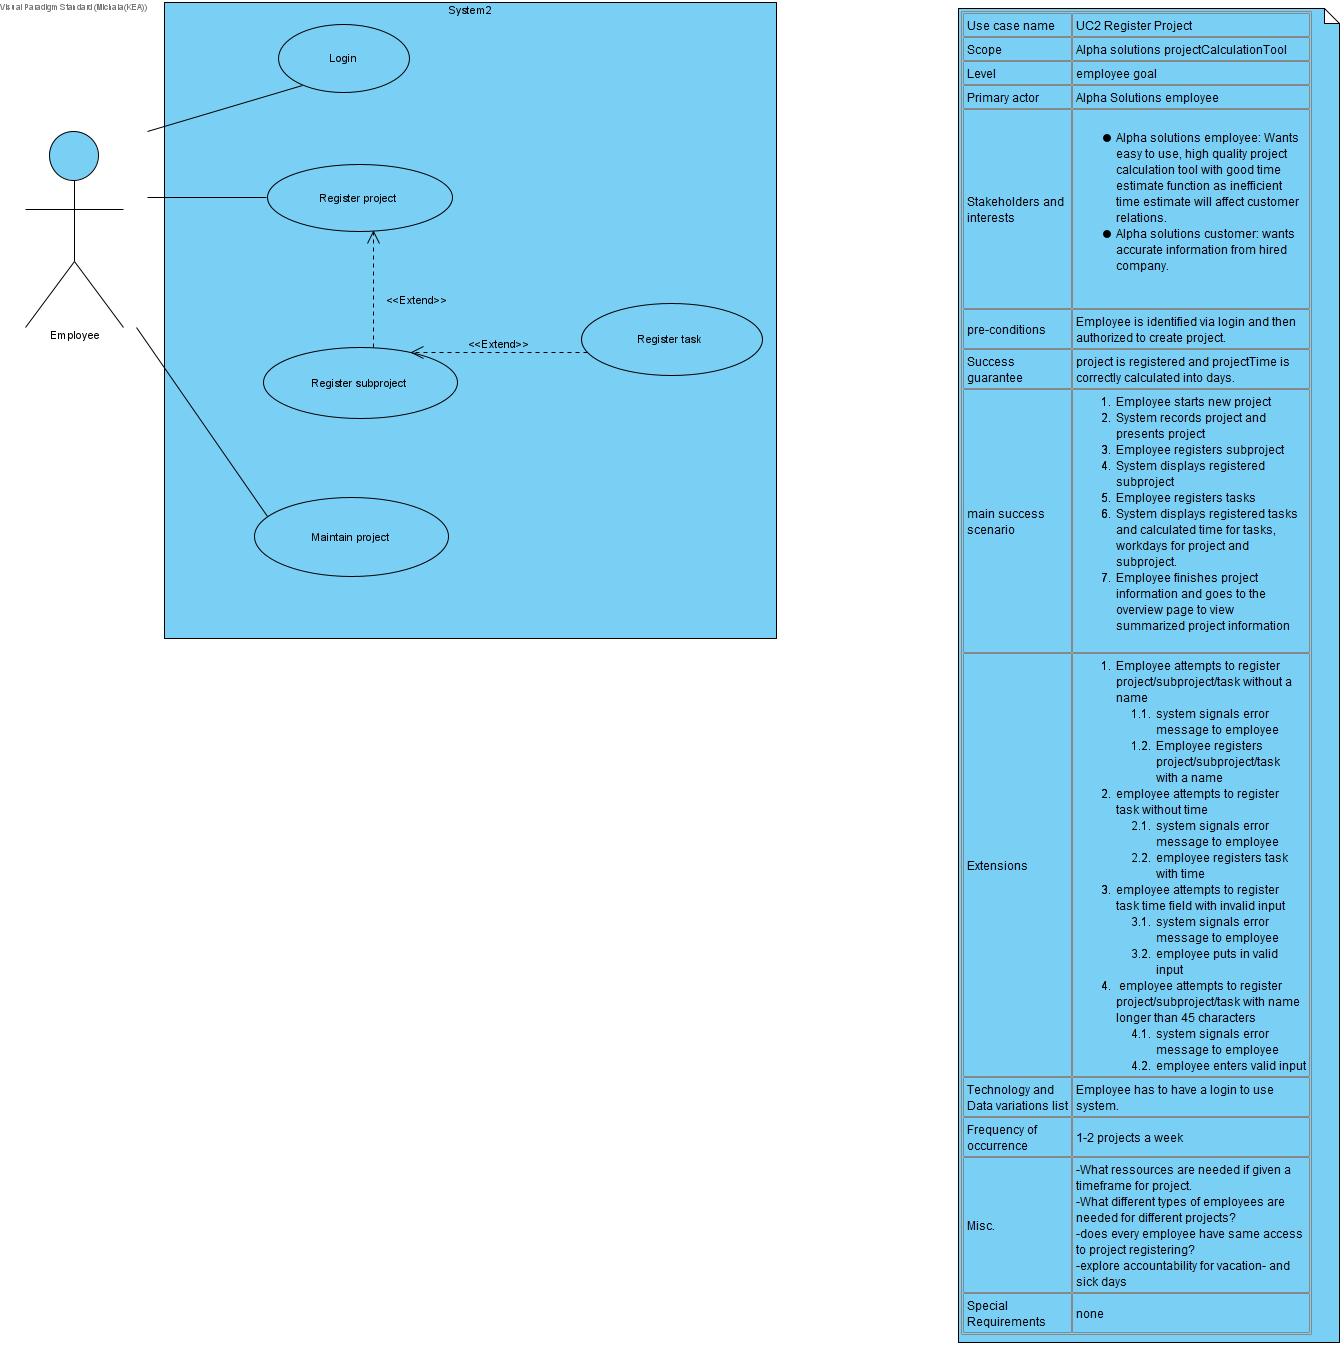 Visual Paradigm Standard (Michala(KEA))
System2
Login
Register project
<<Extend>>
Employee
<<Extend>>
Register task
Register subproject
Maintain project
Use case name
UC2 Register Project
Scope
Alpha solutions projectCalculationTool
Level
employee goal
Primary actor
Alpha Solutions employee
Stakeholders and
interests
● Alpha solutions employee: Wants
easy to use, high quality project
calculation tool with good time
estimate function as inefficient
time estimate will affect customer
relations.
● Alpha solutions customer: wants
accurate information from hired
company.
pre-conditions
Employee is identified via login and then
authorized to create project.
Success
guarantee
project is registered and projectTime is
correctly calculated into days.
main success
scenario
1. Employee starts new project
2. System records project and
presents project
3. Employee registers subproject
4. System displays registered
subproject
5. Employee registers tasks
6. System displays registered tasks
and calculated time for tasks,
workdays for project and
subproject.
7. Employee finishes project
information and goes to the
overview page to view
summarized project information
Extensions
1. Employee attempts to register
project/subproject/task without a
name
1.1. system signals error
message to employee
1.2. Employee registers
project/subproject/task
with a name
2. employee attempts to register
task without time
2.1. system signals error
message to employee
2.2. employee registers task
with time
3. employee attempts to register
task time field with invalid input
3.1. system signals error
message to employee
3.2. employee puts in valid
input
4. employee attempts to register
project/subproject/task with name
longer than 45 characters
4.1. system signals error
message to employee
4.2. employee enters valid input
Technology and
Data variations list
Employee has to have a login to use
system.
Frequency of
occurrence
1-2 projects a week
Misc.
-What ressources are needed if given a
timeframe for project.
-What different types of employees are
needed for different projects?
-does every employee have same access
to project registering?
-explore accountability for vacation- and
sick days
Special
Requirements
none